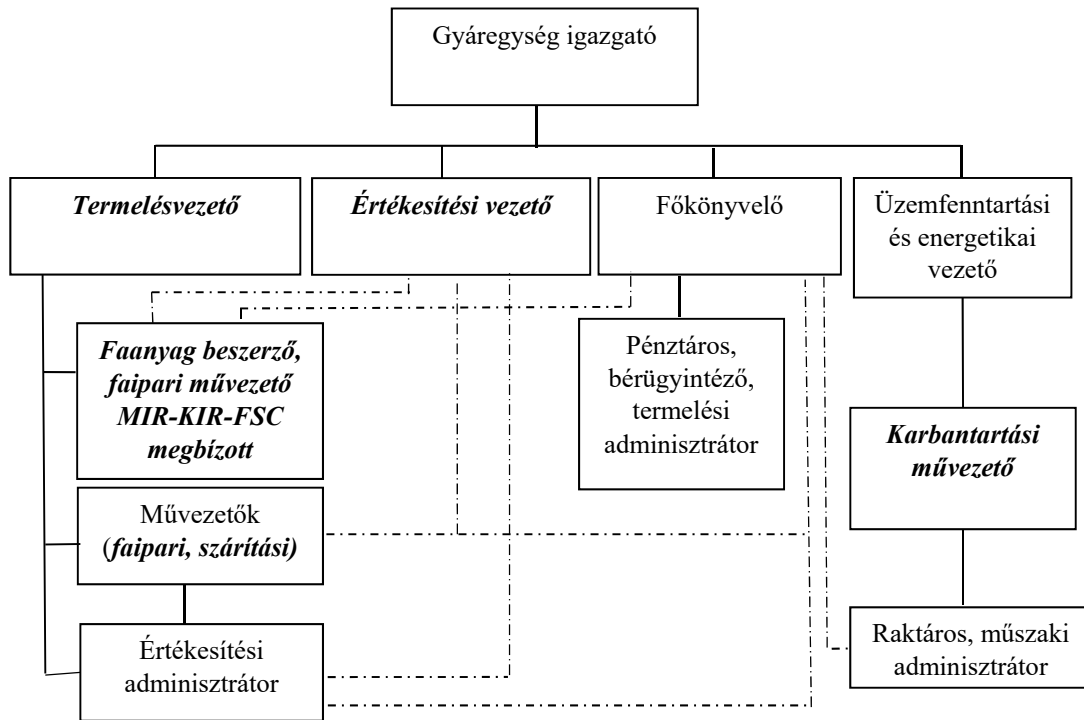 Gyáregység igazgató
Termelésvezető
Értékesítési vezető
Főkönyvelő
Üzemfenntartási
és energetikai
vezető
Faanyag beszerző,
faipari művezető
MIR-KIR-FSC
megbízott
Pénztáros,
bérügyintéző,
termelési
adminisztrátor
Karbantartási
művezető
Művezetők
(faipari, szárítási)
Értékesítési
adminisztrátor
Raktáros, műszaki
adminisztrátor